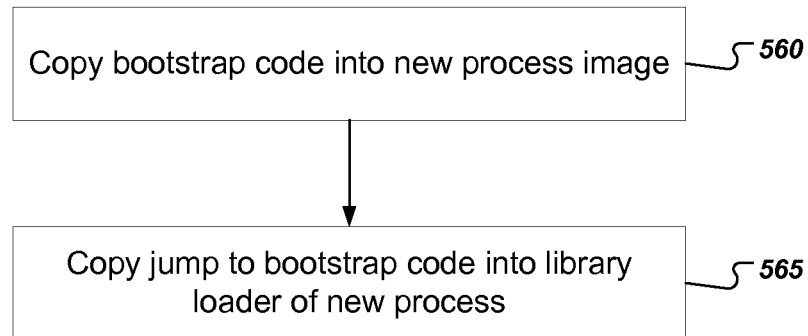 Copy bootstrap code into new process image
560
Copy jump to bootstrap code into library
loader of new process
565